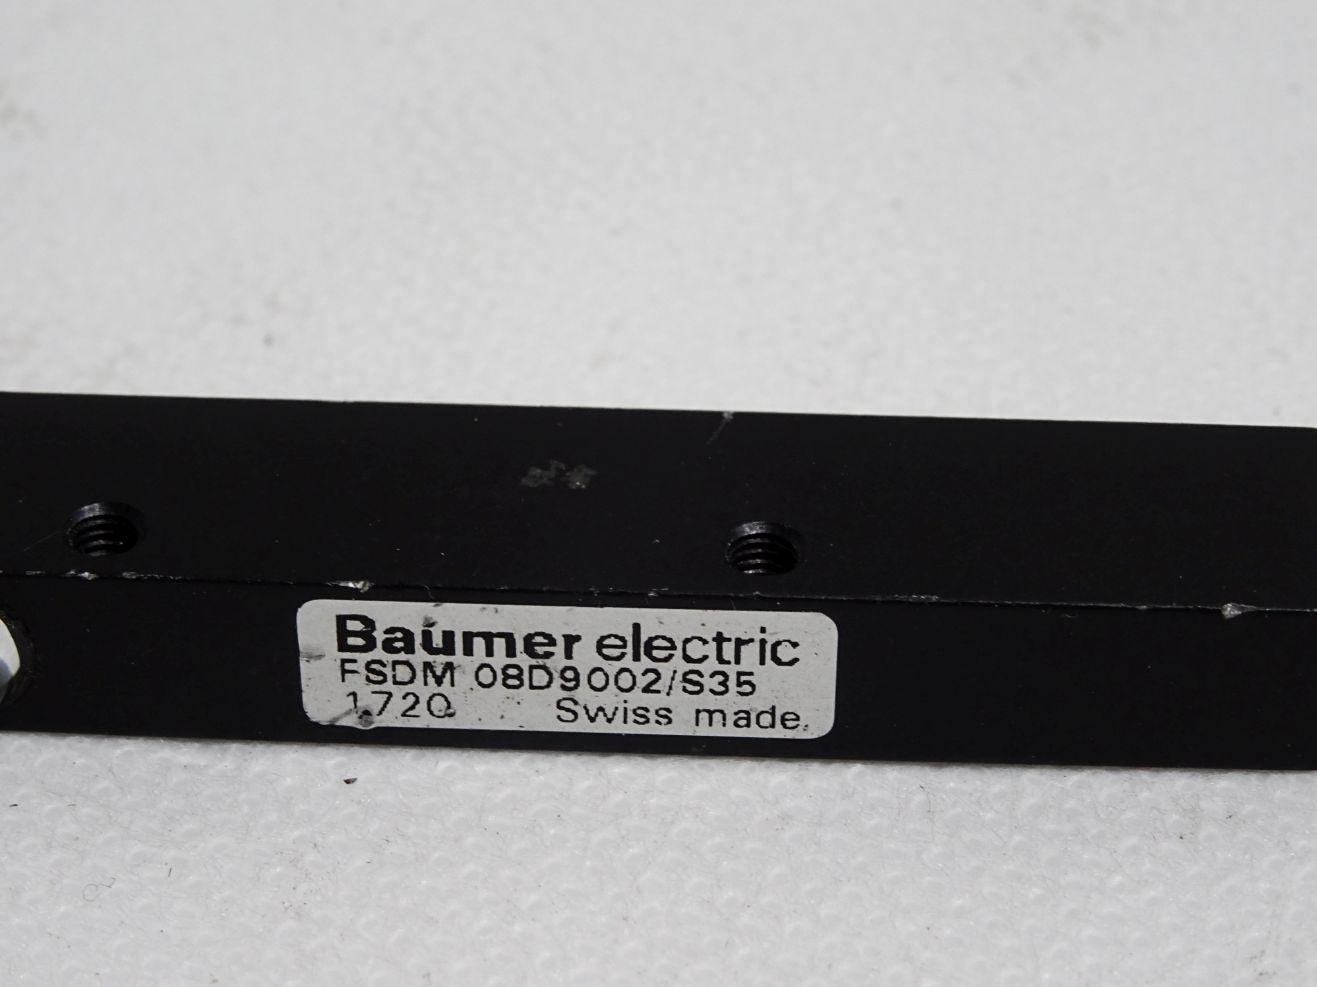 Baumer electric
FSDM 08D9002/S35
1720 Swiss made